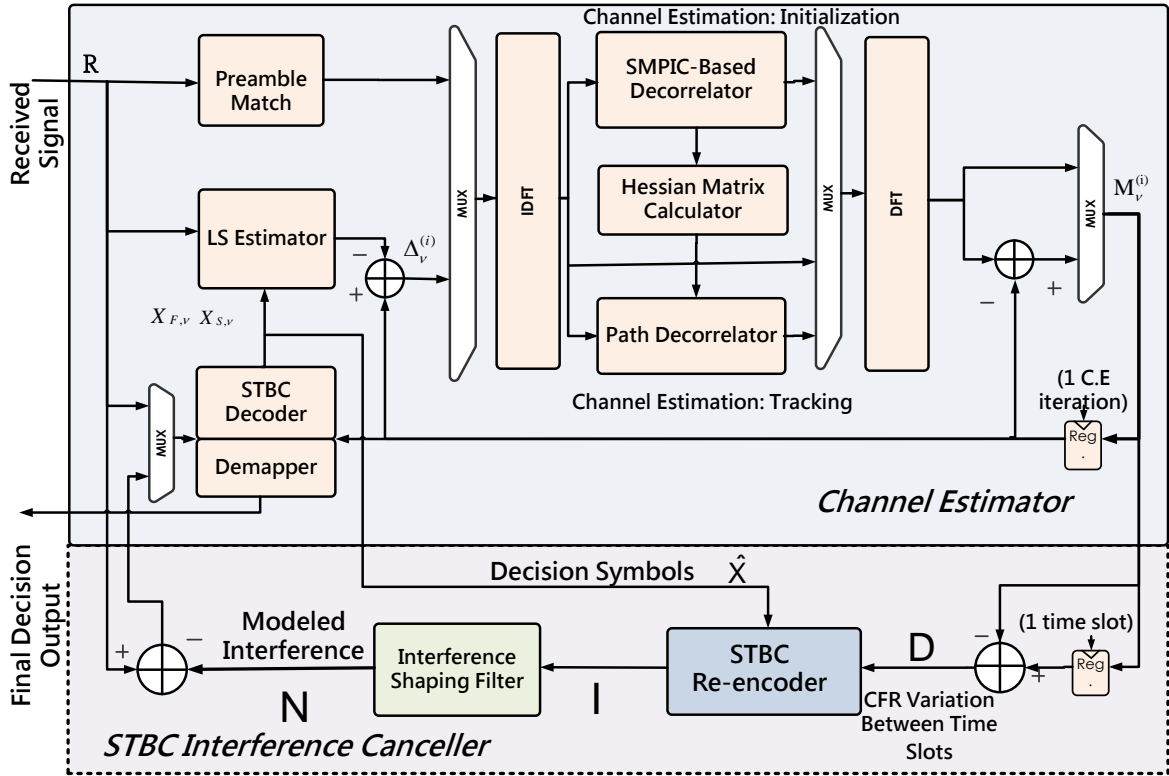 Channel Estimation: Initialization
R
Received
Signal
Preamble
Match
MUX
IDFT
SMPIC-Based
Decorrelator
MUX
DFT
Hessian Matrix
Calculator
MUX
M_ν^(i)
LS Estimator
−
+
Δ_ν^(i)
−
+
X_F,ν X_S,ν
Path Decorrelator
Channel Estimation: Tracking
(1 C.E
iteration)
Reg
.
MUX
STBC
Decoder
Demapper
Channel Estimator
Final Decision
Output
Decision Symbols X̂
Modeled
Interference
+
−
N
Interference
Shaping Filter
I
STBC
Re-encoder
D
CFR Variation
Between Time
Slots
−
+
(1 time slot)
Reg
.
STBC Interference Canceller